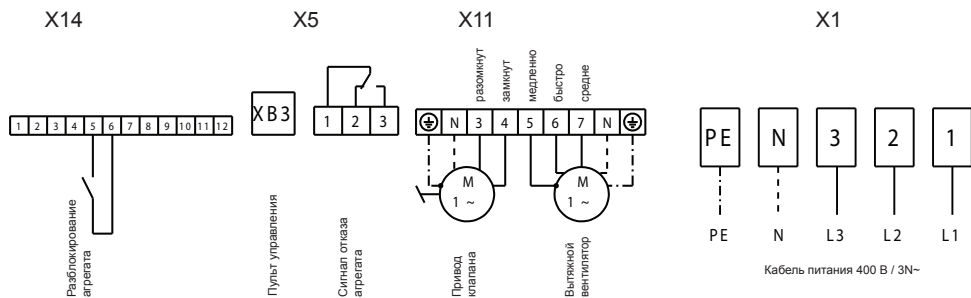 X14
X5
X11
X1
разомкнут
замкнут
медленно
быстро
средне
1 2 3 4 5 6 7 8 9 10 11 12
XB3
1 2 3
N 3 4 5 6 7 N
PE N 3 2 1
M
1 ~
M
1 ~
PE N L3 L2 L1
Кабель питания 400 В / 3N~
Разблокирование
агрегата
Пульт управления
Сигнал отказа
агрегата
Привод
клапана
Вытяжной
вентилятор